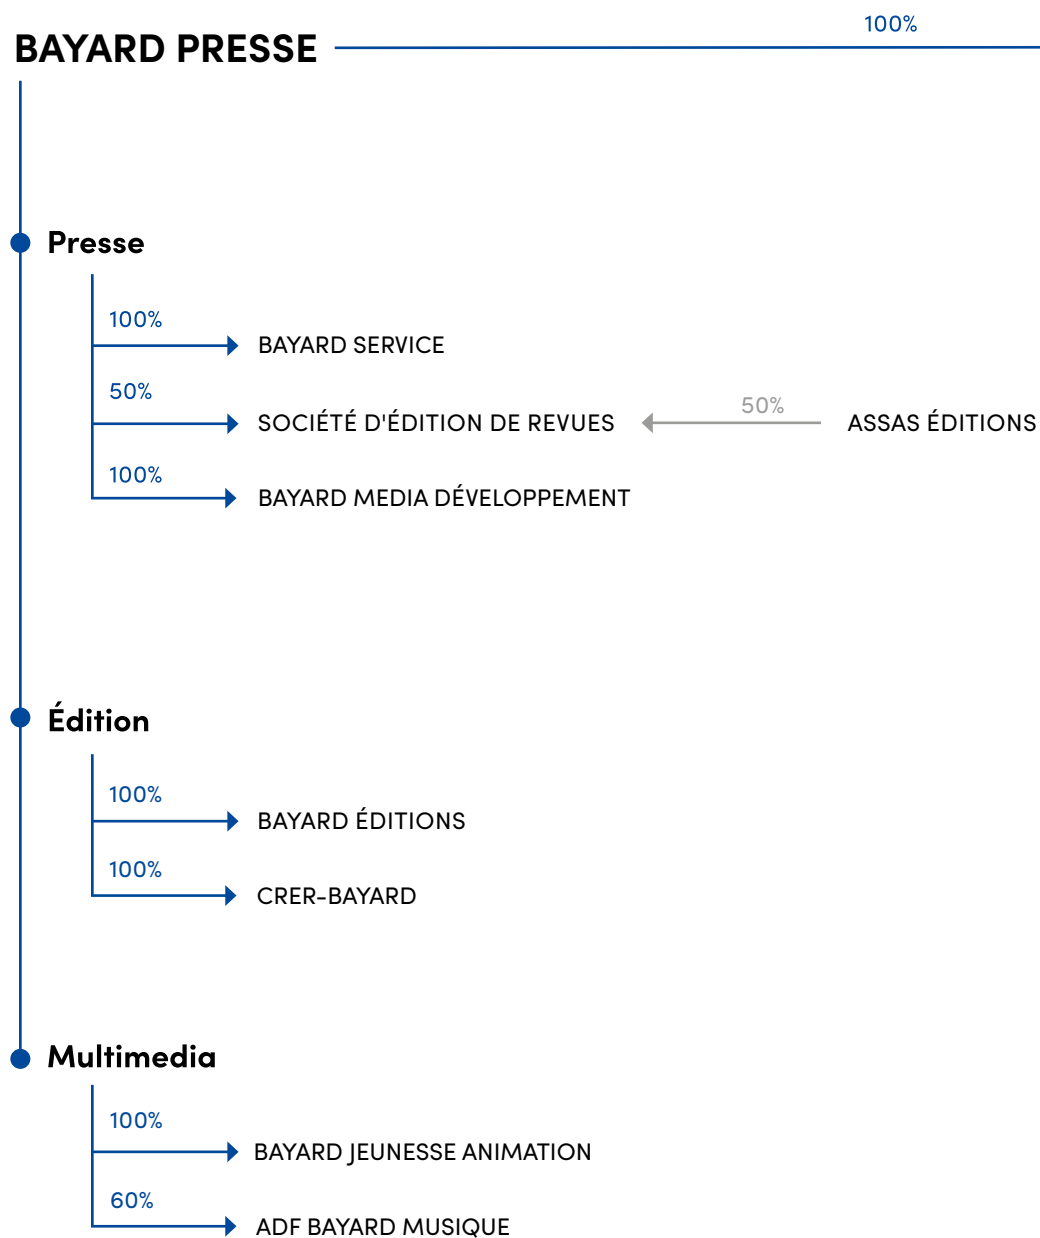 100%
BAYARD PRESSE
Presse
100%
BAYARD SERVICE
50%
SOCIÉTÉ D'ÉDITION DE REVUES
50%
ASSAS ÉDITIONS
100%
BAYARD MEDIA DÉVELOPPEMENT
Édition
100%
BAYARD ÉDITIONS
100%
CRER-BAYARD
Multimedia
100%
BAYARD JEUNESSE ANIMATION
60%
ADF BAYARD MUSIQUE